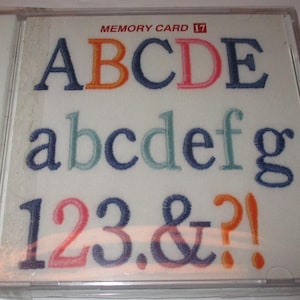 MEMORY CARD 17
ABCDE
abcdefg
123.&?!